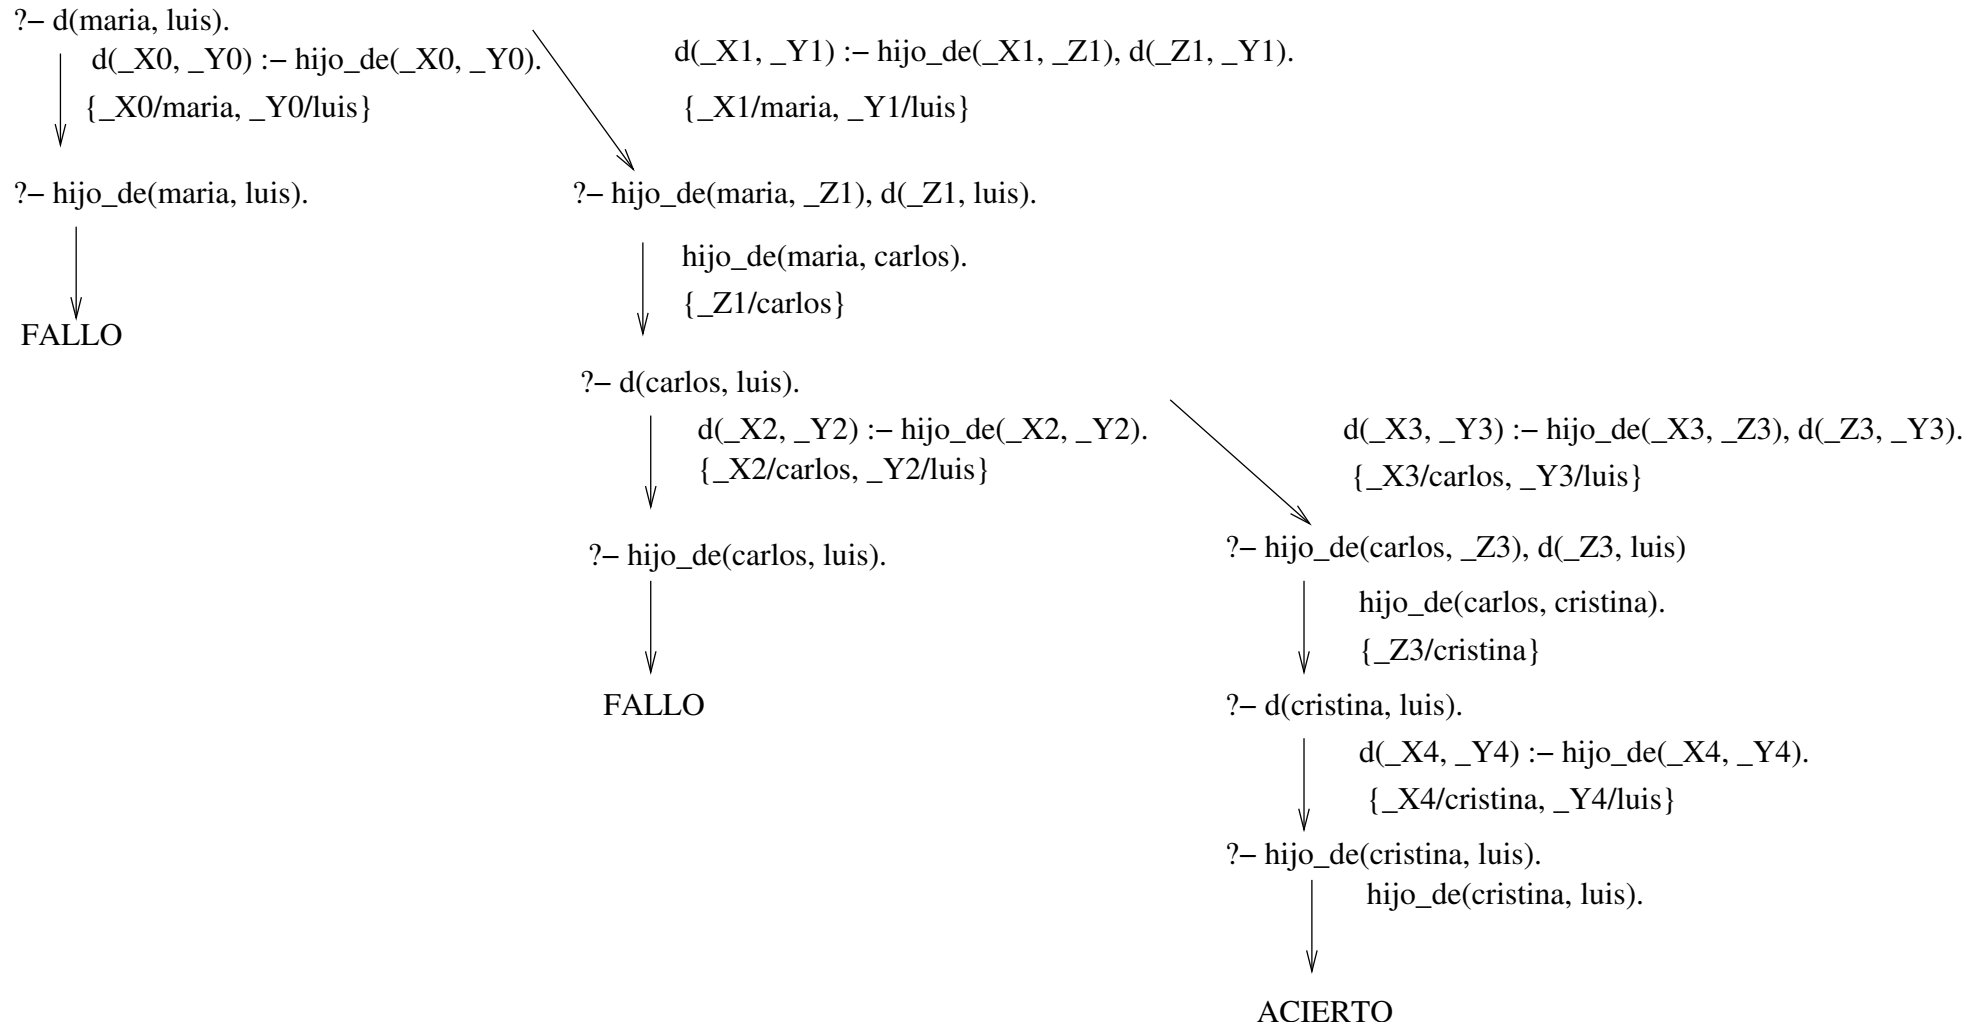 ?– d(maria, luis).
d(_X0, _Y0) :– hijo_de(_X0, _Y0).
{_X0/maria, _Y0/luis}
d(_X1, _Y1) :– hijo_de(_X1, _Z1), d(_Z1, _Y1).
{_X1/maria, _Y1/luis}
?– hijo_de(maria, luis).
FALLO
?– hijo_de(maria, _Z1), d(_Z1, luis).
hijo_de(maria, carlos).
{_Z1/carlos}
?– d(carlos, luis).
d(_X2, _Y2) :– hijo_de(_X2, _Y2).
{_X2/carlos, _Y2/luis}
d(_X3, _Y3) :– hijo_de(_X3, _Z3), d(_Z3, _Y3).
{_X3/carlos, _Y3/luis}
?– hijo_de(carlos, luis).
FALLO
?– hijo_de(carlos, _Z3), d(_Z3, luis)
hijo_de(carlos, cristina).
{_Z3/cristina}
?– d(cristina, luis).
d(_X4, _Y4) :– hijo_de(_X4, _Y4).
{_X4/cristina, _Y4/luis}
?– hijo_de(cristina, luis).
hijo_de(cristina, luis).
ACIERTO